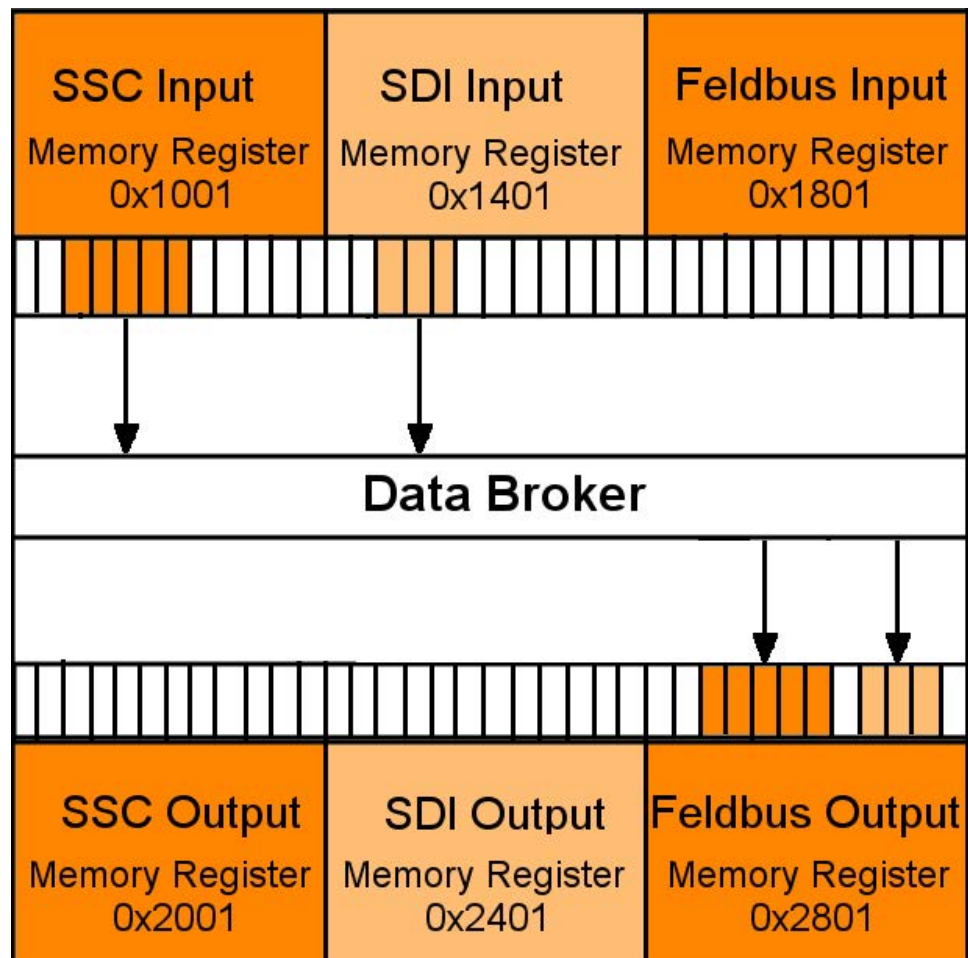 SSC Input
Memory Register
0x1001
SDI Input
Memory Register
0x1401
Feldbus Input
Memory Register
0x1801
Data Broker
SSC Output
Memory Register
0x2001
SDI Output
Memory Register
0x2401
Feldbus Output
Memory Register
0x2801